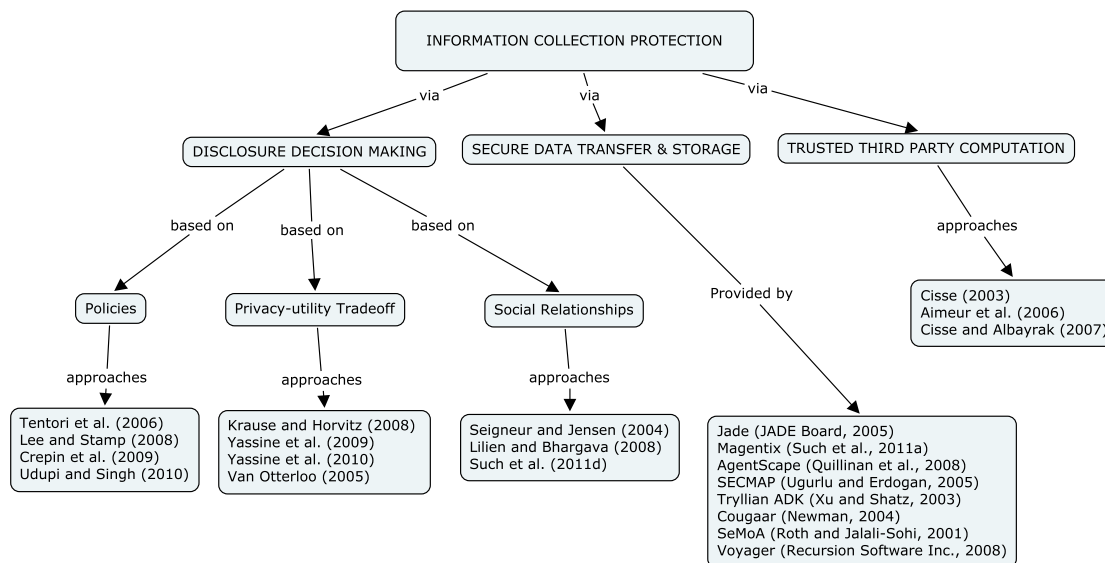 INFORMATION COLLECTION PROTECTION
via
via
via
DISCLOSURE DECISION MAKING
SECURE DATA TRANSFER & STORAGE
TRUSTED THIRD PARTY COMPUTATION
based on
based on
based on
approaches
Policies
Privacy-utility Tradeoff
Social Relationships
Provided by
Cisse (2003)
Aimeur et al. (2006)
Cisse and Albayrak (2007)
approaches
approaches
approaches
Tentori et al. (2006)
Lee and Stamp (2008)
Crepin et al. (2009)
Udupi and Singh (2010)
Krause and Horvitz (2008)
Yassine et al. (2009)
Yassine et al. (2010)
Van Otterloo (2005)
Seigneur and Jensen (2004)
Lilien and Bhargava (2008)
Such et al. (2011d)
Jade (JADE Board, 2005)
Magentix (Such et al., 2011a)
AgentScape (Quillinan et al., 2008)
SECMAP (Ugurlu and Erdogan, 2005)
Tryllian ADK (Xu and Shatz, 2003)
Cougaar (Newman, 2004)
SeMoA (Roth and Jalali-Sohi, 2001)
Voyager (Recursion Software Inc., 2008)